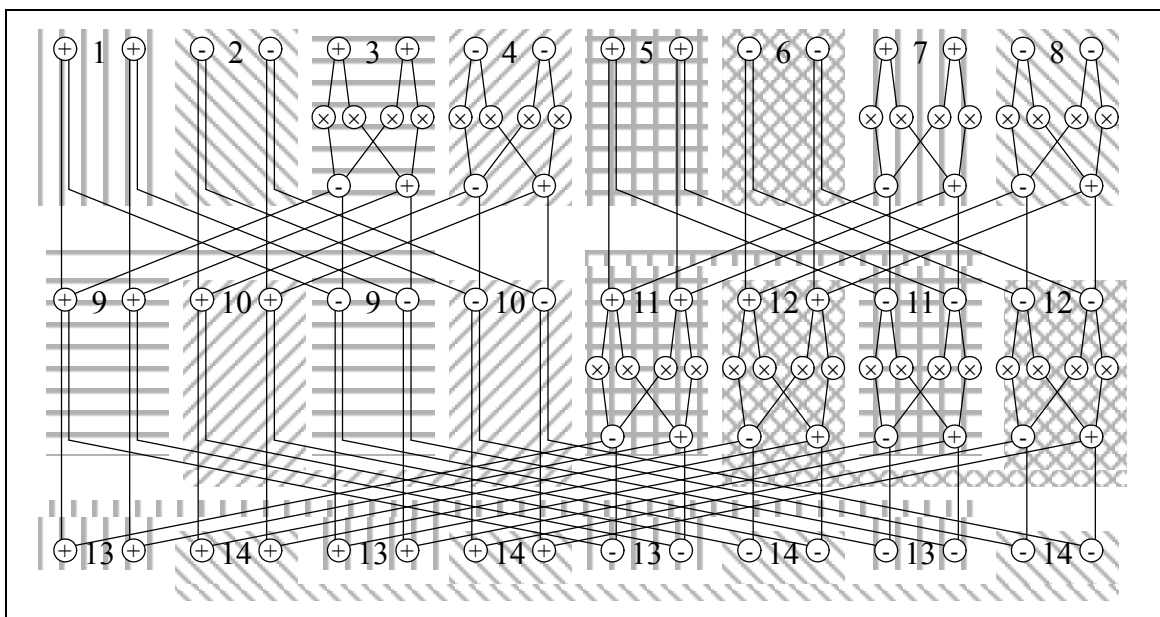 + 1 + - 2 - + 3 + - 4 - + 5 + - 6 - + 7 + - 8 -
× × × × × × × × × × × × × × × ×
- + - + - + - +
+ 9 + + 10 + - 9 - - 10 - + 11 + + 12 + - 11 - - 12 -
× × × × × × × × × × × × × × × ×
- + - + - + - +
+ 13 + + 14 + + 13 + + 14 + - 13 - - 14 - - 13 - - 14 -